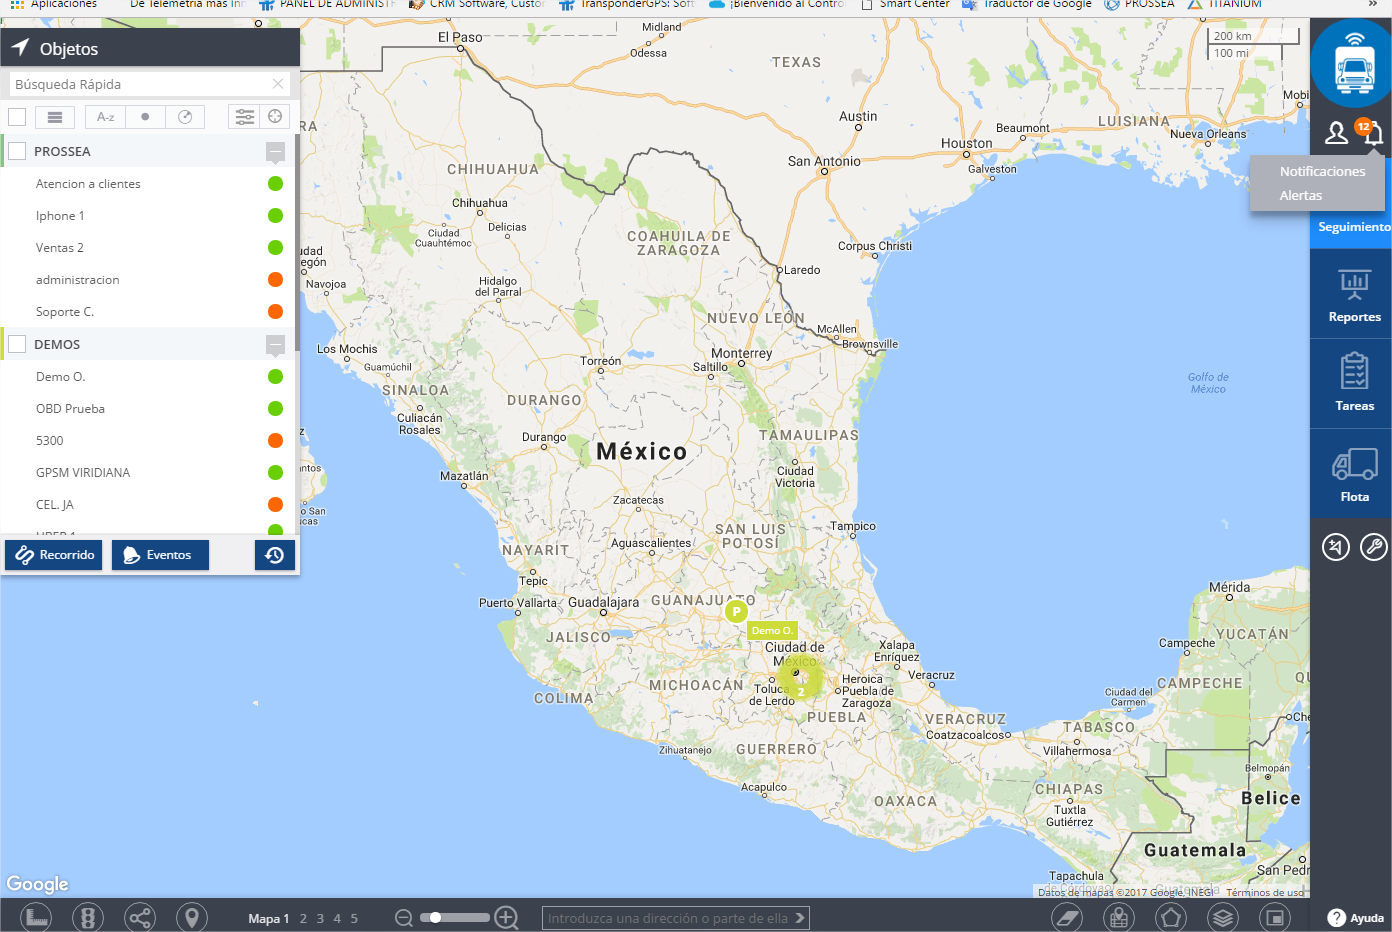 Aplicaciones
De Telemetría más Inn
PANEL DE ADMINIST
CRM Software, Custo
TransponderGPS: Soft
¡Bienvenido al Contro
Smart Center
Traductor de Google
PROSSEA
TITANIUM
»
Objetos
Búsqueda Rápida
A-z
PROSSEA
Atencion a clientes
Iphone 1
Ventas 2
administracion
Soporte C.
DEMOS
Demo O.
OBD Prueba
5300
GPSM VIRIDIANA
CEL. JA
Recorrido
Eventos
El Paso
Midland
Odessa
TEXAS
200 km
100 mi
Austin
San Antonio
Houston
Beaumont
Galveston
LUISIANA
Nueva Orleans
Mobi
CHIHUAHUA
Chihuahua
Ciudad
Cuauhtémoc
Delicias
COAHUILA DE
ZARAGOZA
Corpus Christi
Laredo
Navojoa
Hidalgo
del Parral
NUEVO LEÓN
McAllen
Brownsville
Los Mochis
Guamúchil
Torreón
Monterrey
Saltillo
SINALOA
Culiacán
Rosales
DURANGO
Durango
México
TAMAULIPAS
Golfo de
México
Mazatlán
Ciudad
Victoria
Zacatecas
SAN LUIS
POTOSÍ
Tampico
NAYARIT
Aguascalientes
Tepic
Puerto Vallarta
Guadalajara
GUANAJUATO
P
Demo O.
JALISCO
Ciudad de
México
2
Xalapa
Enríquez
Veracruz
MICHOACÁN
Toluca
de Lerdo
Heroica
Puebla de
Zaragoza
COLIMA
PUEBLA
VERACRUZ
Coatzacoalcos
Zihuatanejo
GUERRERO
Acapulco
OAXACA
TABASCO
Villahermosa
Ciudad del
Carmen
CAMPECHE
Campeche
Mérida
YUCATÁN
QU
Che
CHIAPAS
Tuxtla
Gutiérrez
Belmopán
Belice
Guatemala
San Pedr
Tapachula
Google
Datos de mapas ©2017 Google, INEGI
Términos de uso
12
Notificaciones
Alertas
Seguimiento
Reportes
Tareas
Flota
Mapa 1 2 3 4 5
Introduzca una dirección o parte de ella
? Ayuda